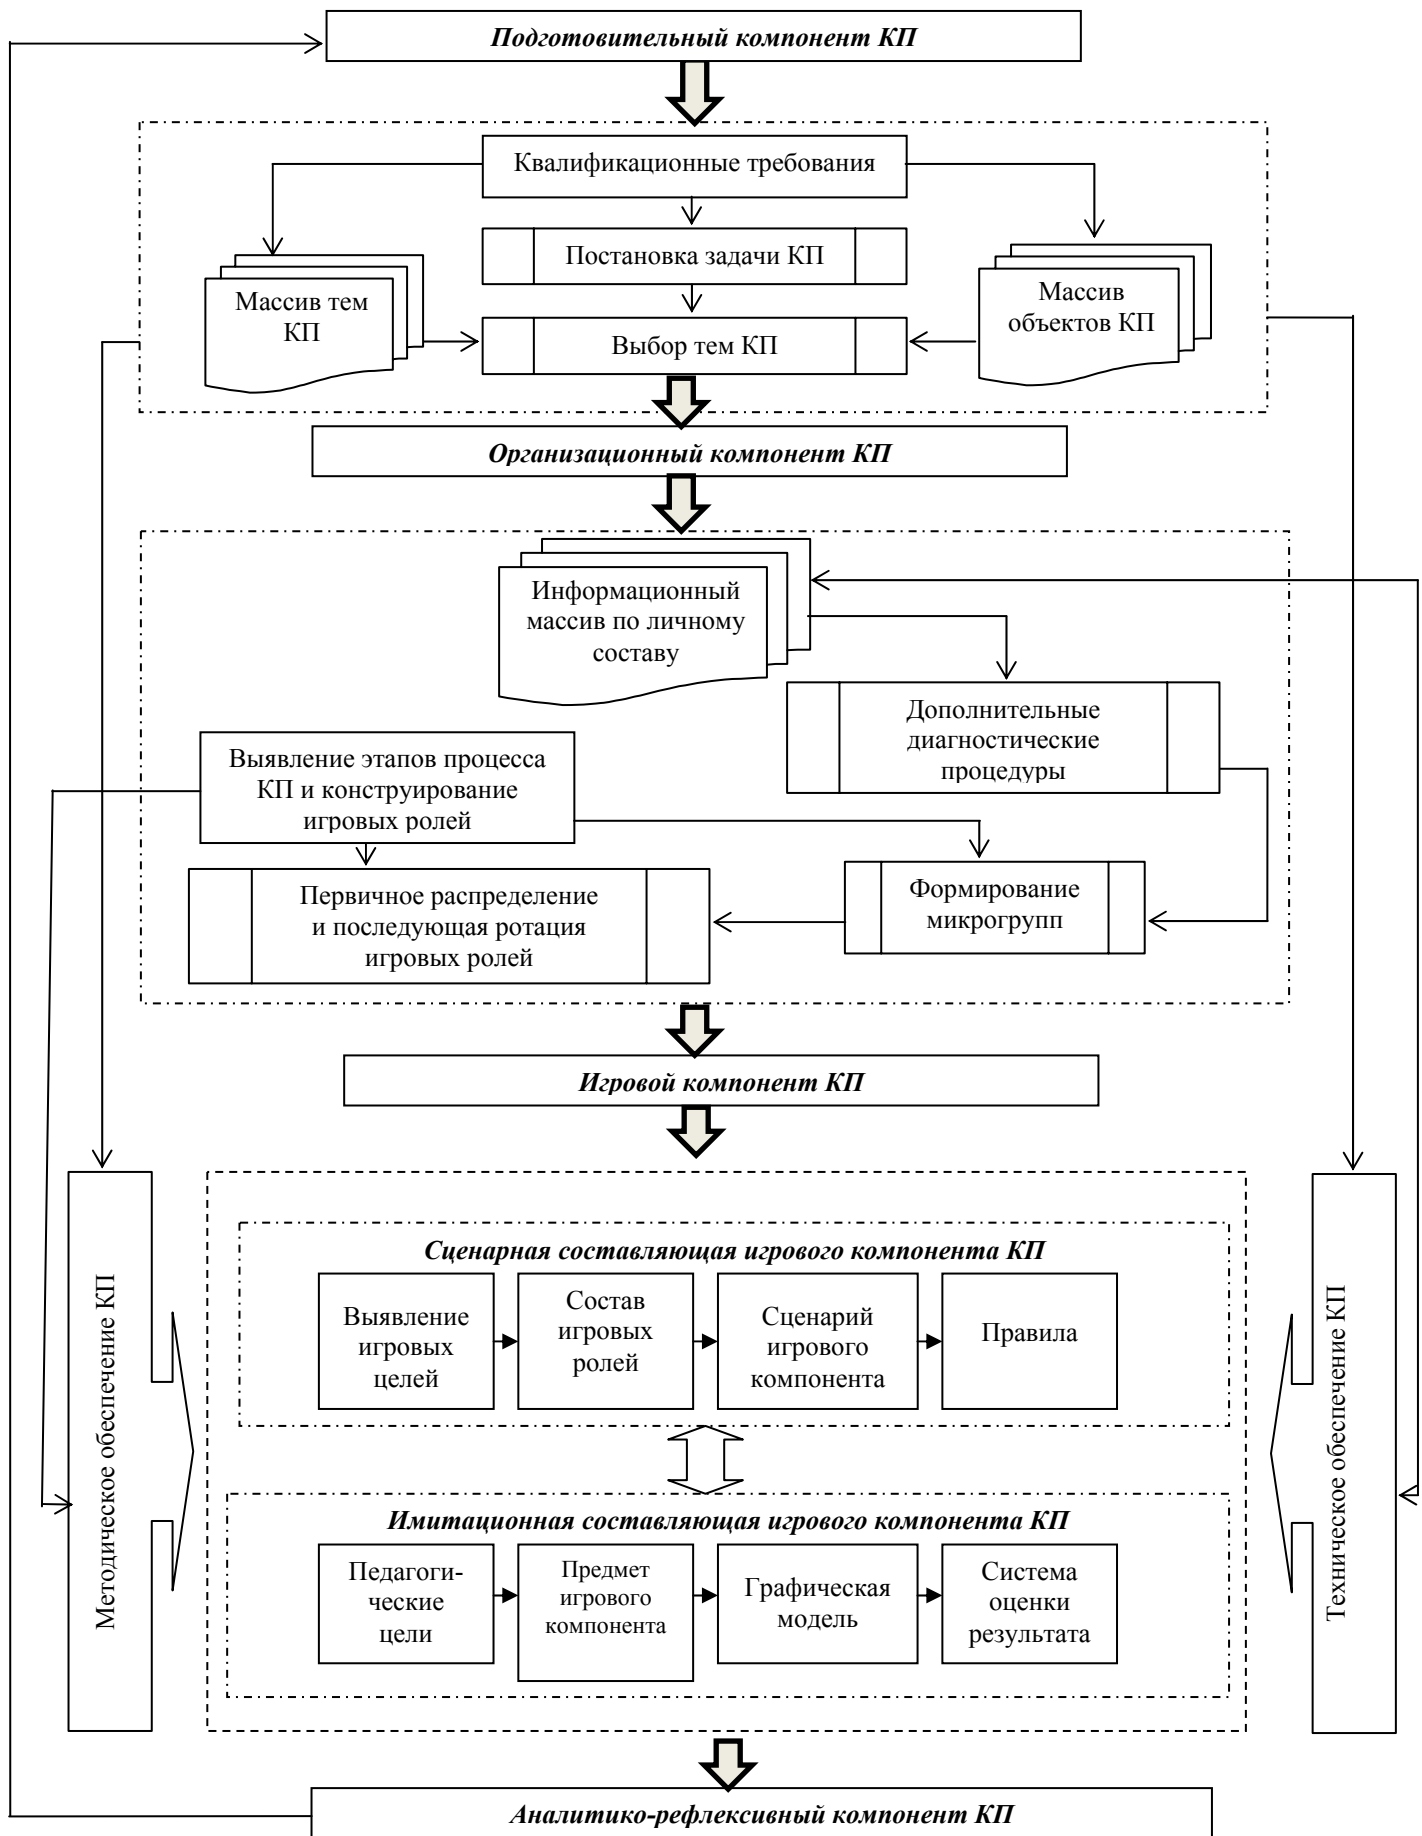 Подготовительный компонент КП
Квалификационные требования
Постановка задачи КП
Массив тем
КП
Массив
объектов КП
Выбор тем КП
Организационный компонент КП
Информационный
массив по личному
составу
Дополнительные
диагностические
процедуры
Выявление этапов процесса
КП и конструирование
игровых ролей
Первичное распределение
и последующая ротация
игровых ролей
Формирование
микрогрупп
Игровой компонент КП
Методическое обеспечение КП
Сценарная составляющая игрового компонента КП
Выявление
игровых
целей
Состав
игровых
ролей
Сценарий
игрового
компонента
Правила
Имитационная составляющая игрового компонента КП
Педагоги-
ческие
цели
Предмет
игрового
компонента
Графическая
модель
Система
оценки
результата
Техническое обеспечение КП
Аналитико-рефлексивный компонент КП